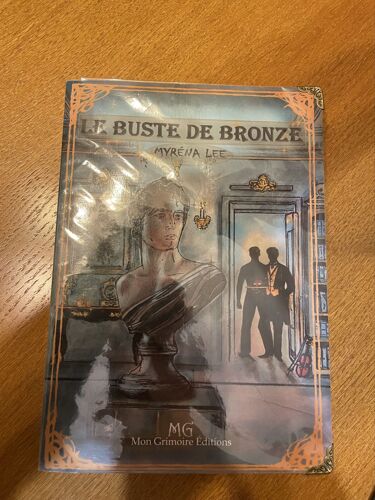 LE BUSTE DE BRONZE
MYRÉNA LEE
MG
Mon Grimoire Éditions